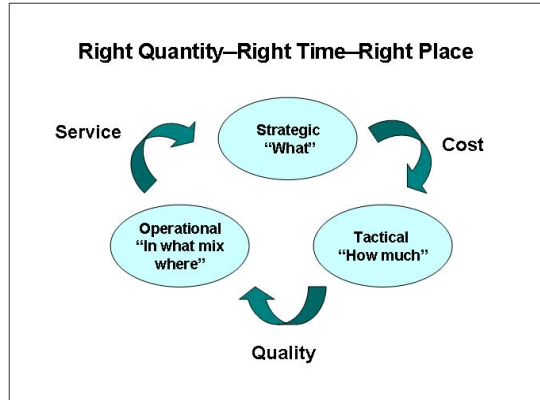 Right Quantity–Right Time–Right Place
Service
Strategic
“What”
Cost
Operational
“In what mix
where”
Tactical
“How much”
Quality